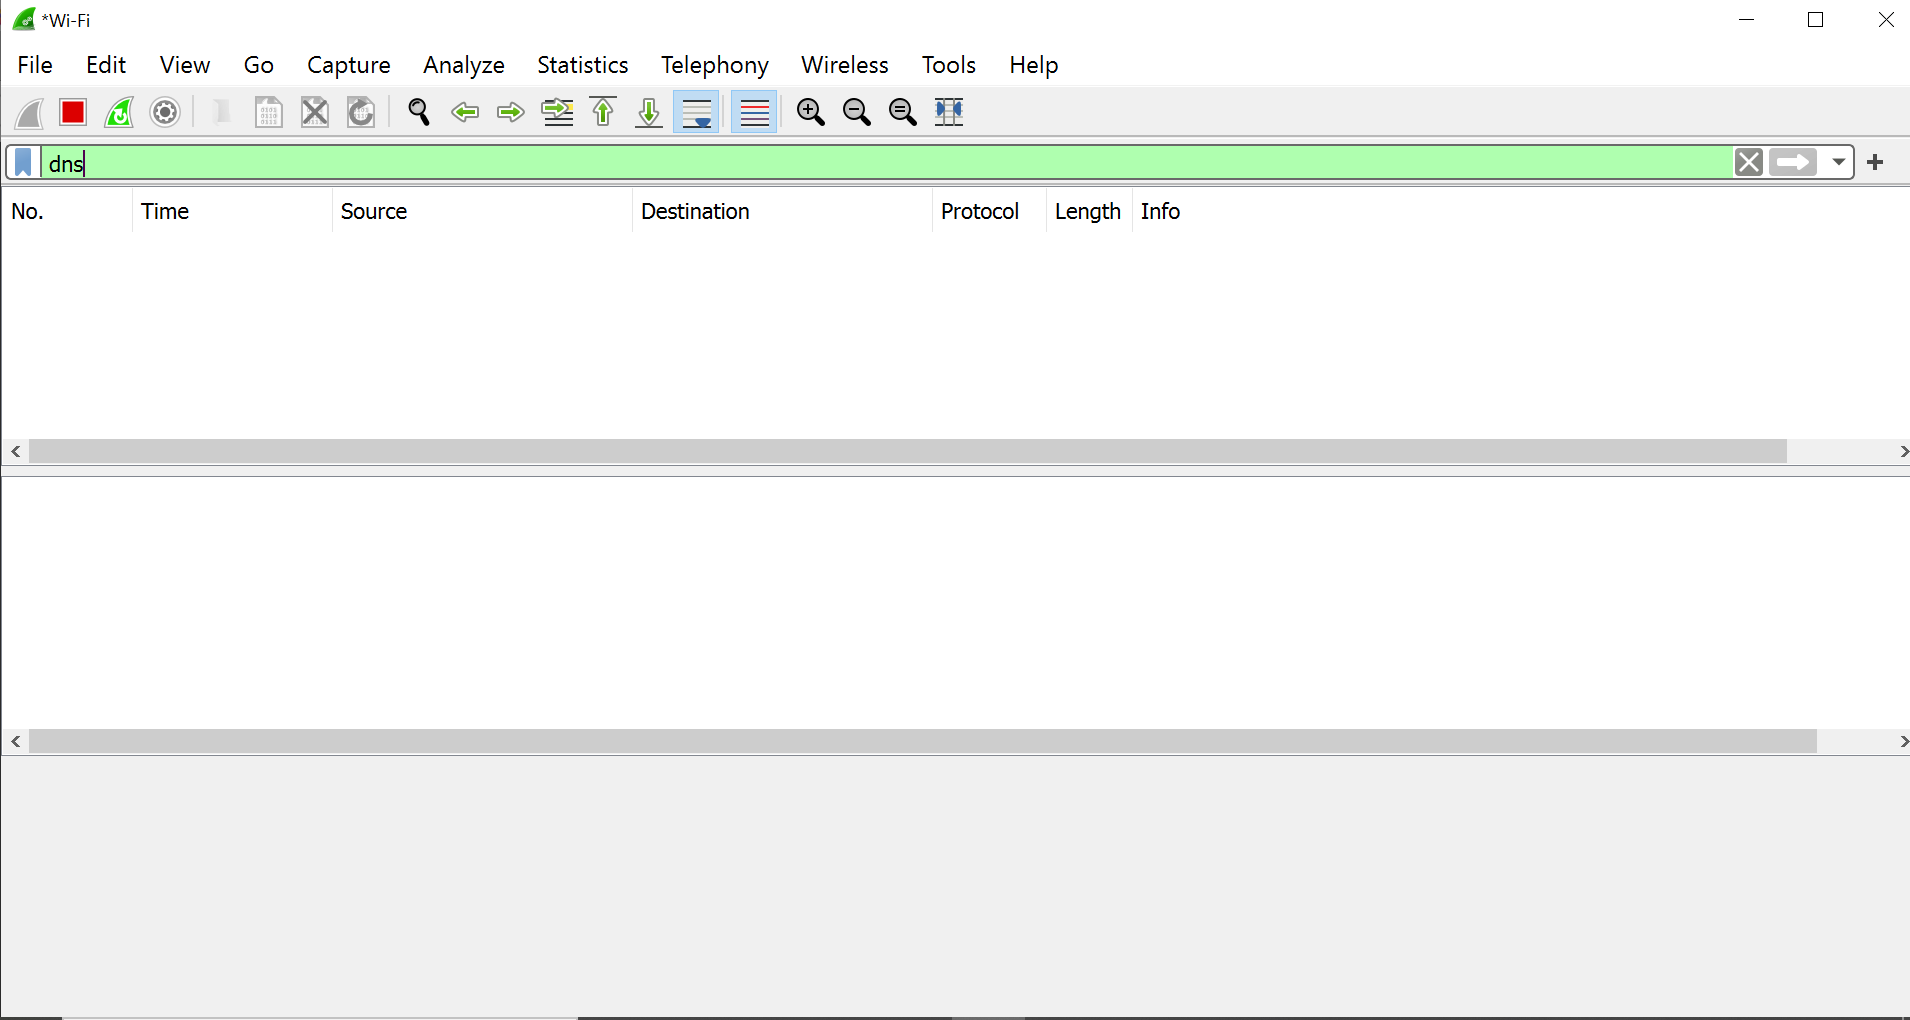 *Wi-Fi
File Edit View Go Capture Analyze Statistics Telephony Wireless Tools Help
dns
No. Time Source Destination Protocol Length Info